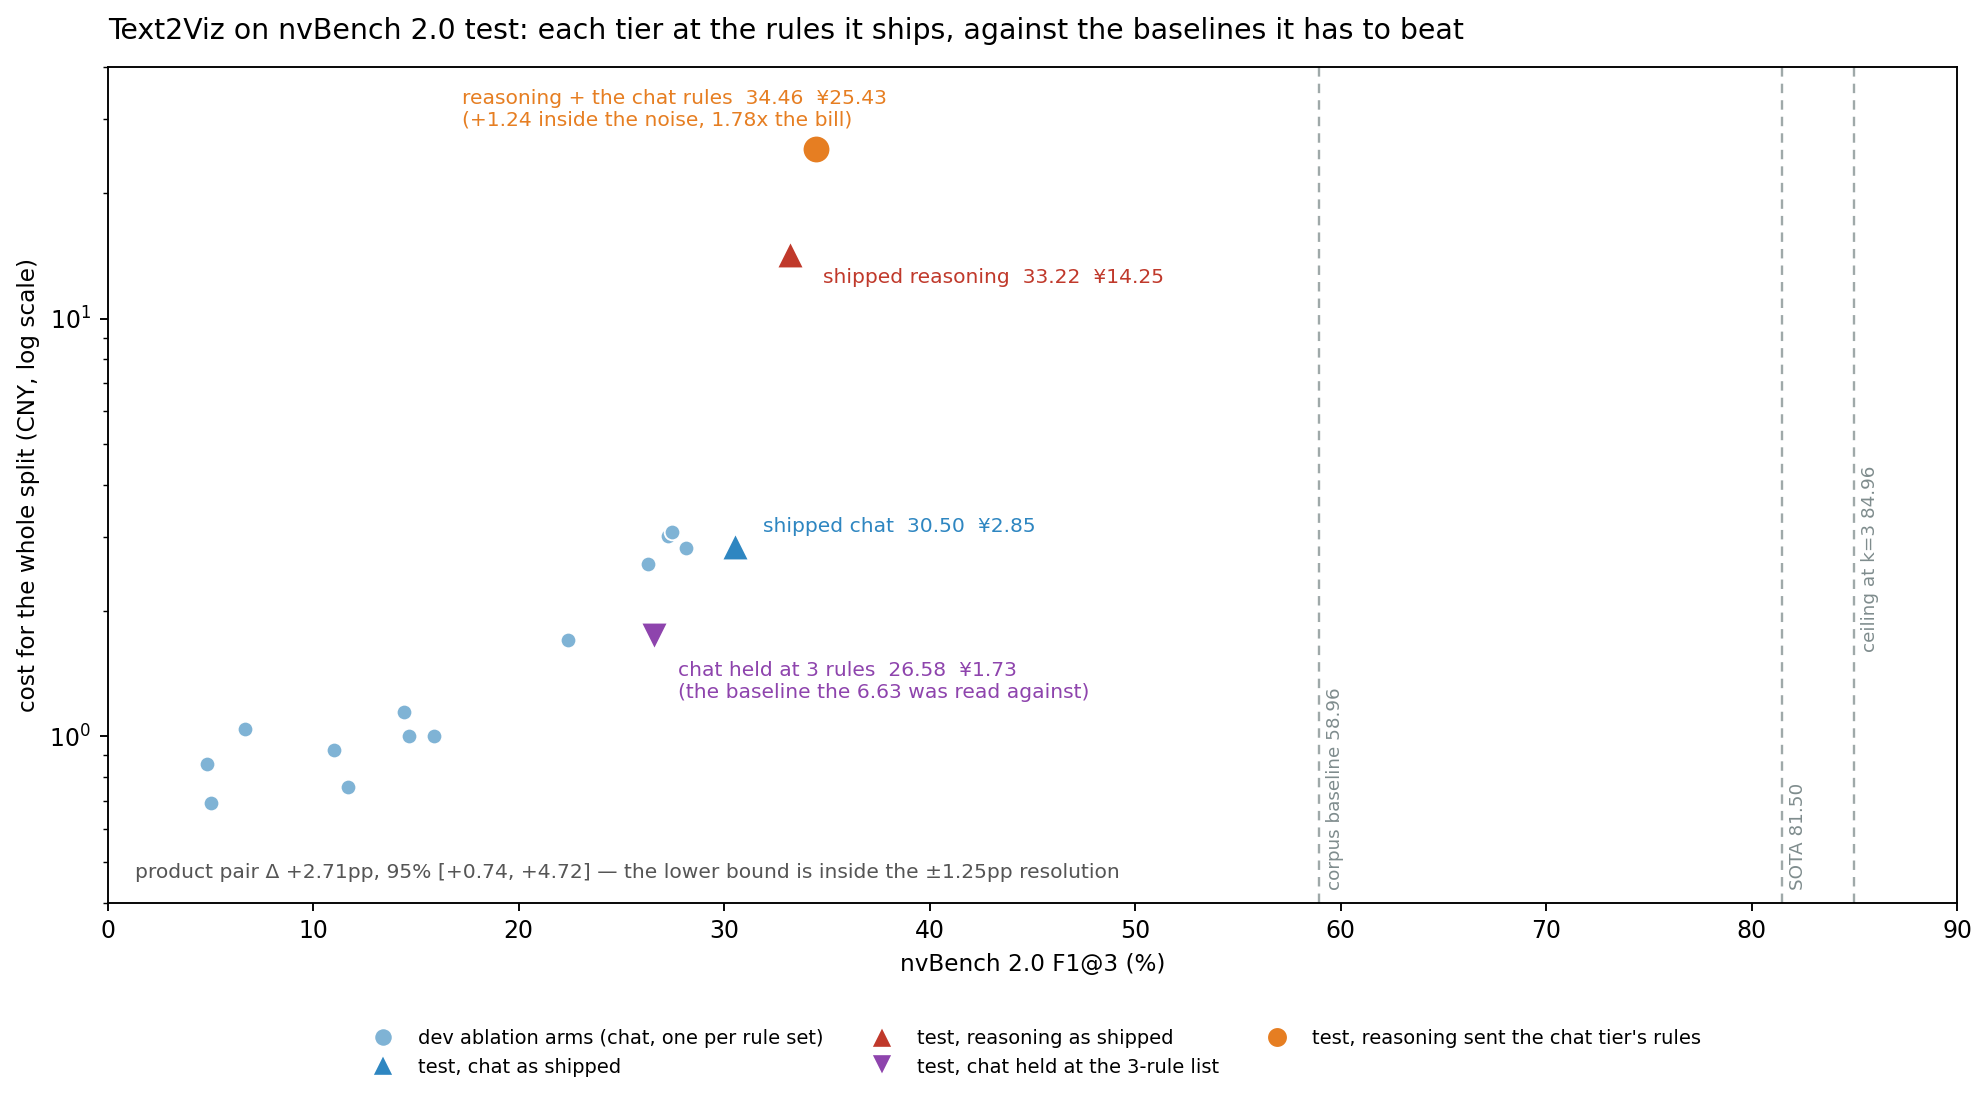 Text2Viz on nvBench 2.0 test: each tier at the rules it ships, against the baselines it has to beat
reasoning + the chat rules  34.46  ¥25.43
(+1.24 inside the noise, 1.78x the bill)
shipped reasoning  33.22  ¥14.25
shipped chat  30.50  ¥2.85
chat held at 3 rules  26.58  ¥1.73
(the baseline the 6.63 was read against)
product pair Δ +2.71pp, 95% [+0.74, +4.72] — the lower bound is inside the ±1.25pp resolution
corpus baseline 58.96
SOTA 81.50
ceiling at k=3 84.96
cost for the whole split (CNY, log scale)
10¹
10⁰
0 10 20 30 40 50 60 70 80 90
nvBench 2.0 F1@3 (%)
dev ablation arms (chat, one per rule set)
test, chat as shipped
test, reasoning as shipped
test, chat held at the 3-rule list
test, reasoning sent the chat tier's rules